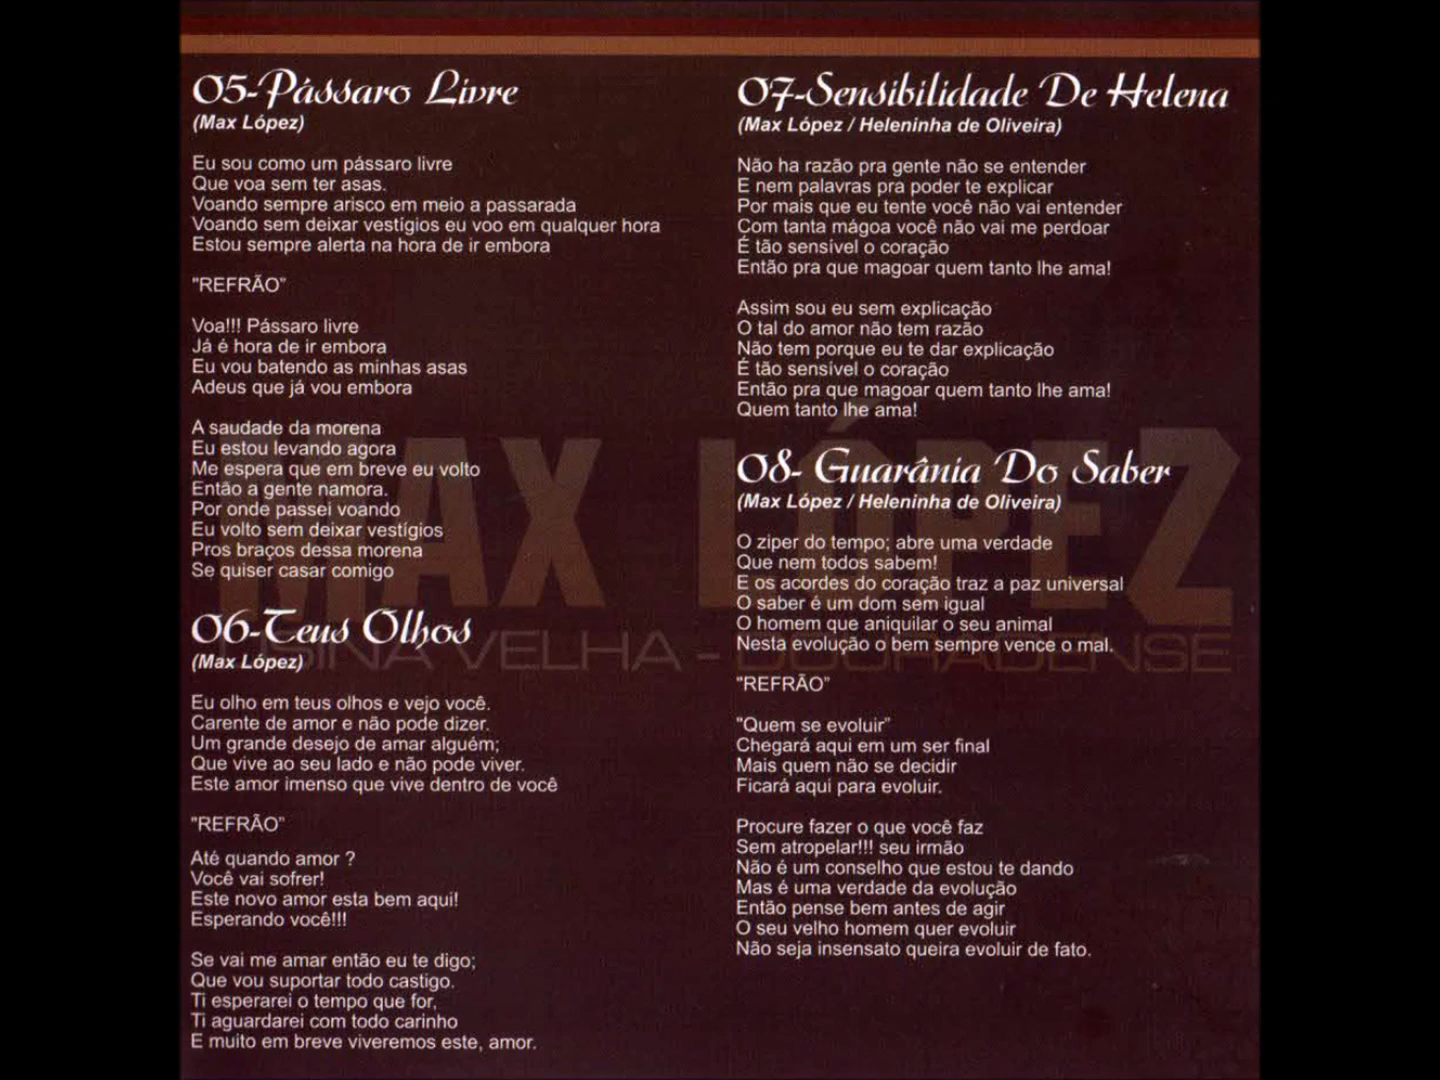 05-Pássaro Livre
(Max López)
Eu sou como um pássaro livre
Que voa sem ter asas.
Voando sempre arisco em meio a passarada
Voando sem deixar vestígios eu voo em qualquer hora
Estou sempre alerta na hora de ir embora
"REFRÃO"
Voa!!! Pássaro livre
Já é hora de ir embora
Eu vou batendo as minhas asas
Adeus que já vou embora
A saudade da morena
Eu estou levando agora
Me espera que em breve eu volto
Então a gente namora.
Por onde passei voando
Eu volto sem deixar vestígios
Pros braços dessa morena
Se quiser casar comigo
06-Teus Olhos
(Max López)
Eu olho em teus olhos e vejo você.
Carente de amor e não pode dizer.
Um grande desejo de amar alguém;
Que vive ao seu lado e não pode viver.
Este amor imenso que vive dentro de você
"REFRÃO"
Até quando amor ?
Você vai sofrer!
Este novo amor esta bem aqui!
Esperando você!!!
Se vai me amar então eu te digo;
Que vou suportar todo castigo.
Ti esperarei o tempo que for,
Ti aguardarei com todo carinho
E muito em breve viveremos este, amor.
07-Sensibilidade De Helena
(Max López / Heleninha de Oliveira)
Não ha razão pra gente não se entender
E nem palavras pra poder te explicar
Por mais que eu tente você não vai entender
Com tanta mágoa você não vai me perdoar
É tão sensível o coração
Então pra que magoar quem tanto lhe ama!
Assim sou eu sem explicação
O tal do amor não tem razão
Não tem porque eu te dar explicação
É tão sensível o coração
Então pra que magoar quem tanto lhe ama!
Quem tanto lhe ama!
08- Guarânia Do Saber
(Max López / Heleninha de Oliveira)
O ziper do tempo; abre uma verdade
Que nem todos sabem!
E os acordes do coração traz a paz universal
O saber é um dom sem igual
O homem que aniquilar o seu animal
Nesta evolução o bem sempre vence o mal.
"REFRÃO"
"Quem se evoluir"
Chegará aqui em um ser final
Mais quem não se decidir
Ficará aqui para evoluir.
Procure fazer o que você faz
Sem atropelar!!! seu irmão
Não é um conselho que estou te dando
Mas é uma verdade da evolução
Então pense bem antes de agir
O seu velho homem quer evoluir
Não seja insensato queira evoluir de fato.
MAX LÓPEZ
USINA VELHA - DOURADENSE